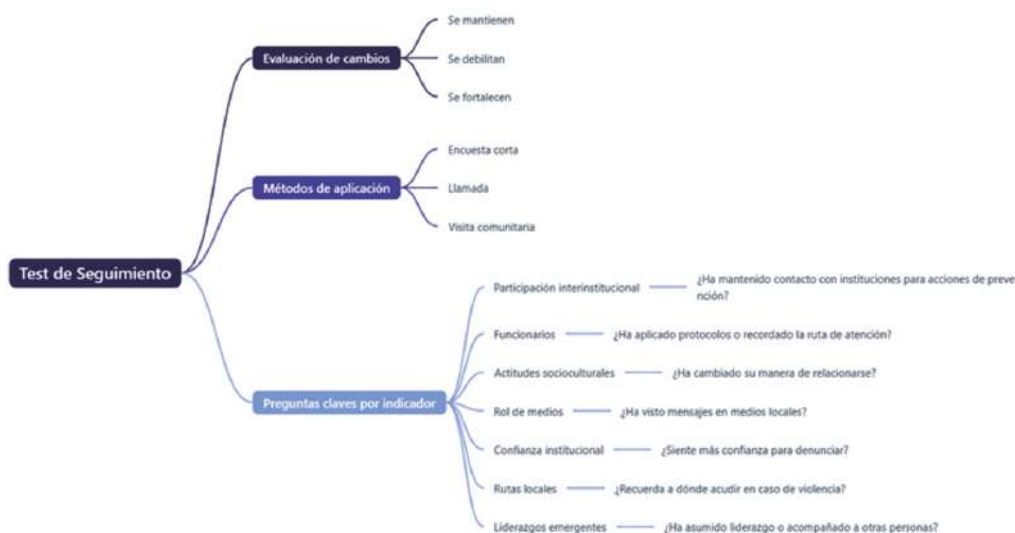 Test de Seguimiento
Evaluación de cambios
Se mantienen
Se debilitan
Se fortalecen
Métodos de aplicación
Encuesta corta
Llamada
Visita comunitaria
Preguntas claves por indicador
Participación interinstitucional
¿Ha mantenido contacto con instituciones para acciones de preve
nción?
Funcionarios
¿Ha aplicado protocolos o recordado la ruta de atención?
Actitudes socioculturales
¿Ha cambiado su manera de relacionarse?
Rol de medios
¿Ha visto mensajes en medios locales?
Confianza institucional
¿Siente más confianza para denunciar?
Rutas locales
¿Recuerda a dónde acudir en caso de violencia?
Liderazgos emergentes
¿Ha asumido liderazgo o acompañado a otras personas?